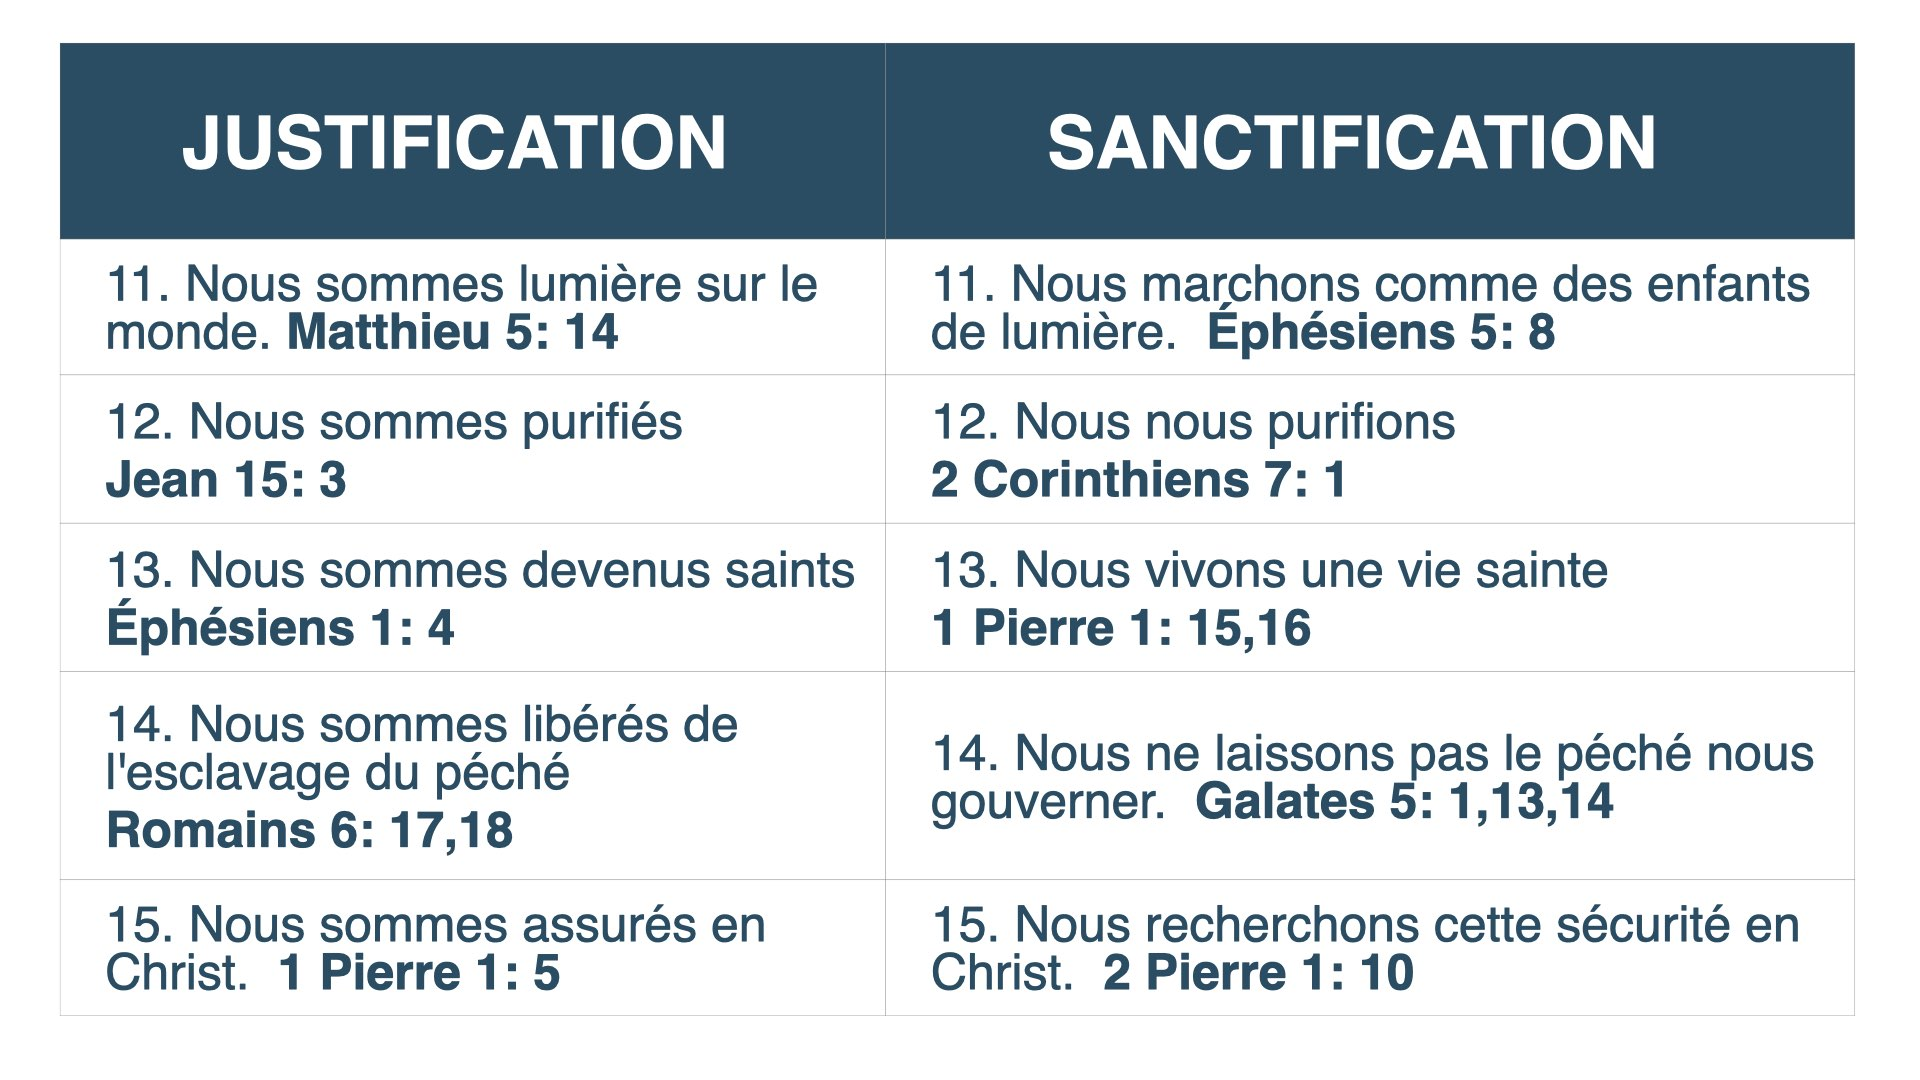 JUSTIFICATION
SANCTIFICATION
11. Nous sommes lumière sur le
monde. Matthieu 5: 14
11. Nous marchons comme des enfants
de lumière. Éphésiens 5: 8
12. Nous sommes purifiés
Jean 15: 3
12. Nous nous purifions
2 Corinthiens 7: 1
13. Nous sommes devenus saints
Éphésiens 1: 4
13. Nous vivons une vie sainte
1 Pierre 1: 15,16
14. Nous sommes libérés de
l'esclavage du péché
Romains 6: 17,18
14. Nous ne laissons pas le péché nous
gouverner. Galates 5: 1,13,14
15. Nous sommes assurés en
Christ. 1 Pierre 1: 5
15. Nous recherchons cette sécurité en
Christ. 2 Pierre 1: 10